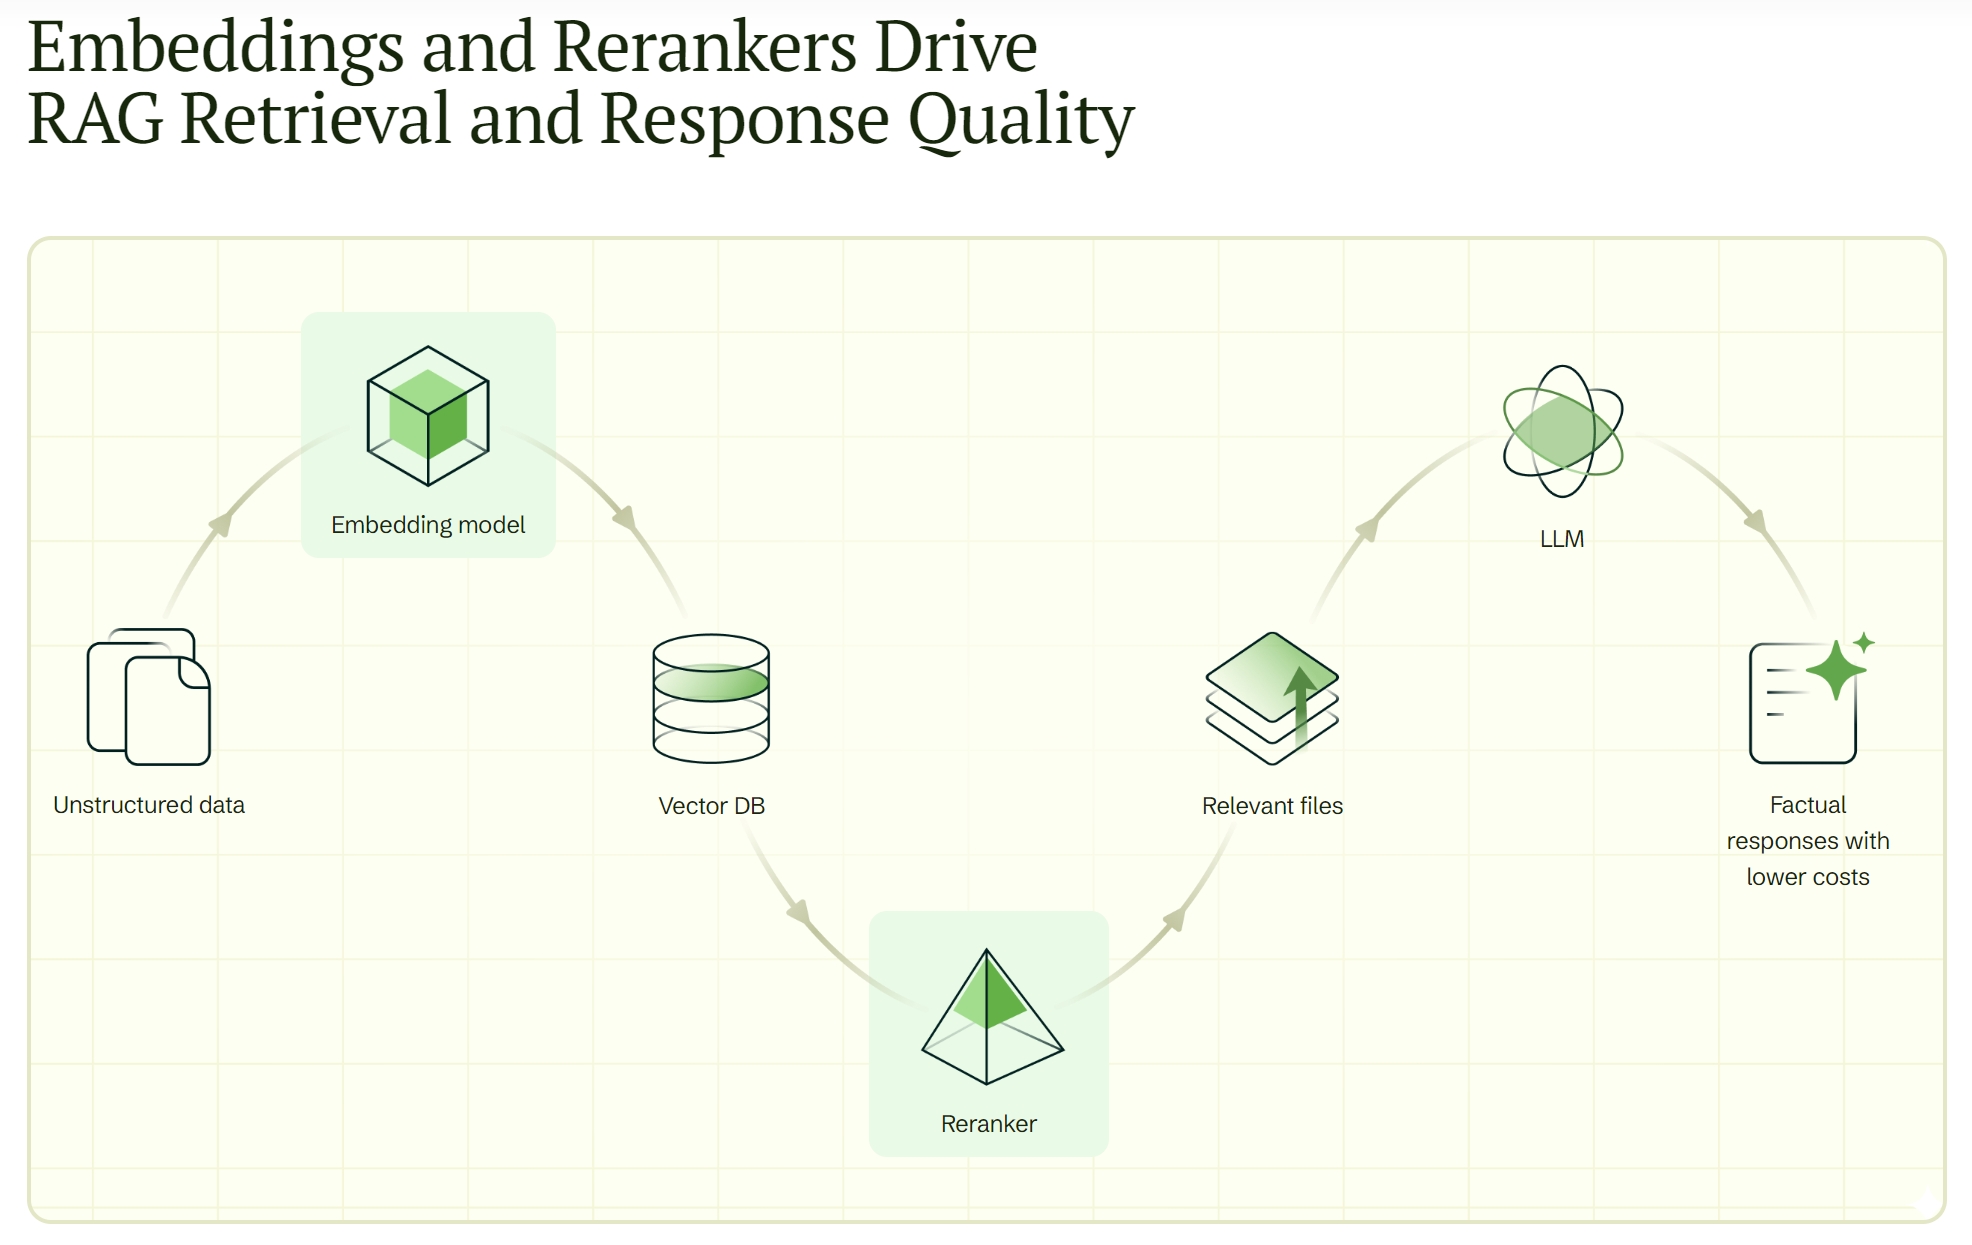 Embeddings and Rerankers Drive
RAG Retrieval and Response Quality
Embedding model
LLM
Unstructured data
Vector DB
Relevant files
Factual
responses with
lower costs
Reranker